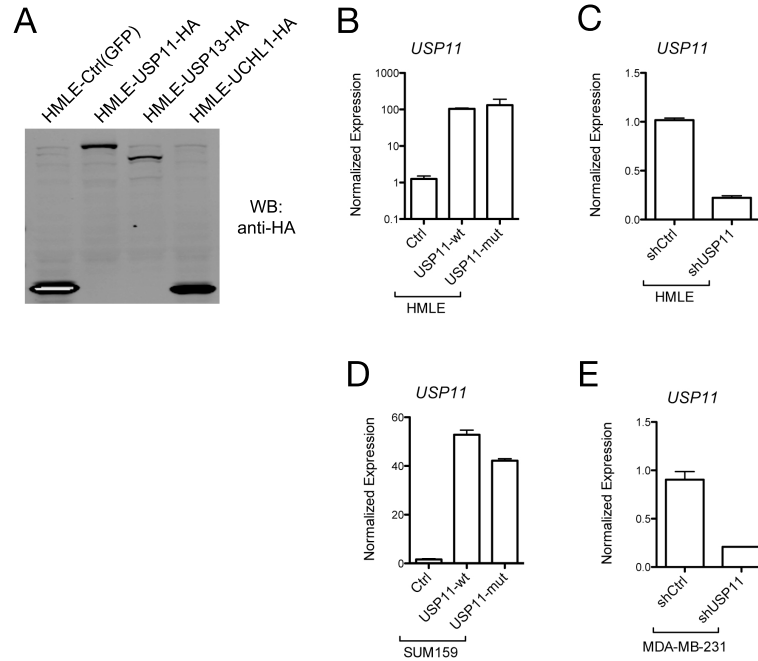 A
HMLE-Ctrl(GFP)
HMLE-USP11-HA
HMLE-USP13-HA
HMLE-UCHL1-HA
WB:
anti-HA
B
USP11
Normalized Expression
1000
100
10
1
0.1
Ctrl
USP11-wt
USP11-mut
HMLE
C
USP11
Normalized Expression
1.5
1.0
0.5
0.0
shCtrl
shUSP11
HMLE
D
USP11
Normalized Expression
60
40
20
0
Ctrl
USP11-wt
USP11-mut
SUM159
E
USP11
Normalized Expression
1.5
1.0
0.5
0.0
shCtrl
shUSP11
MDA-MB-231